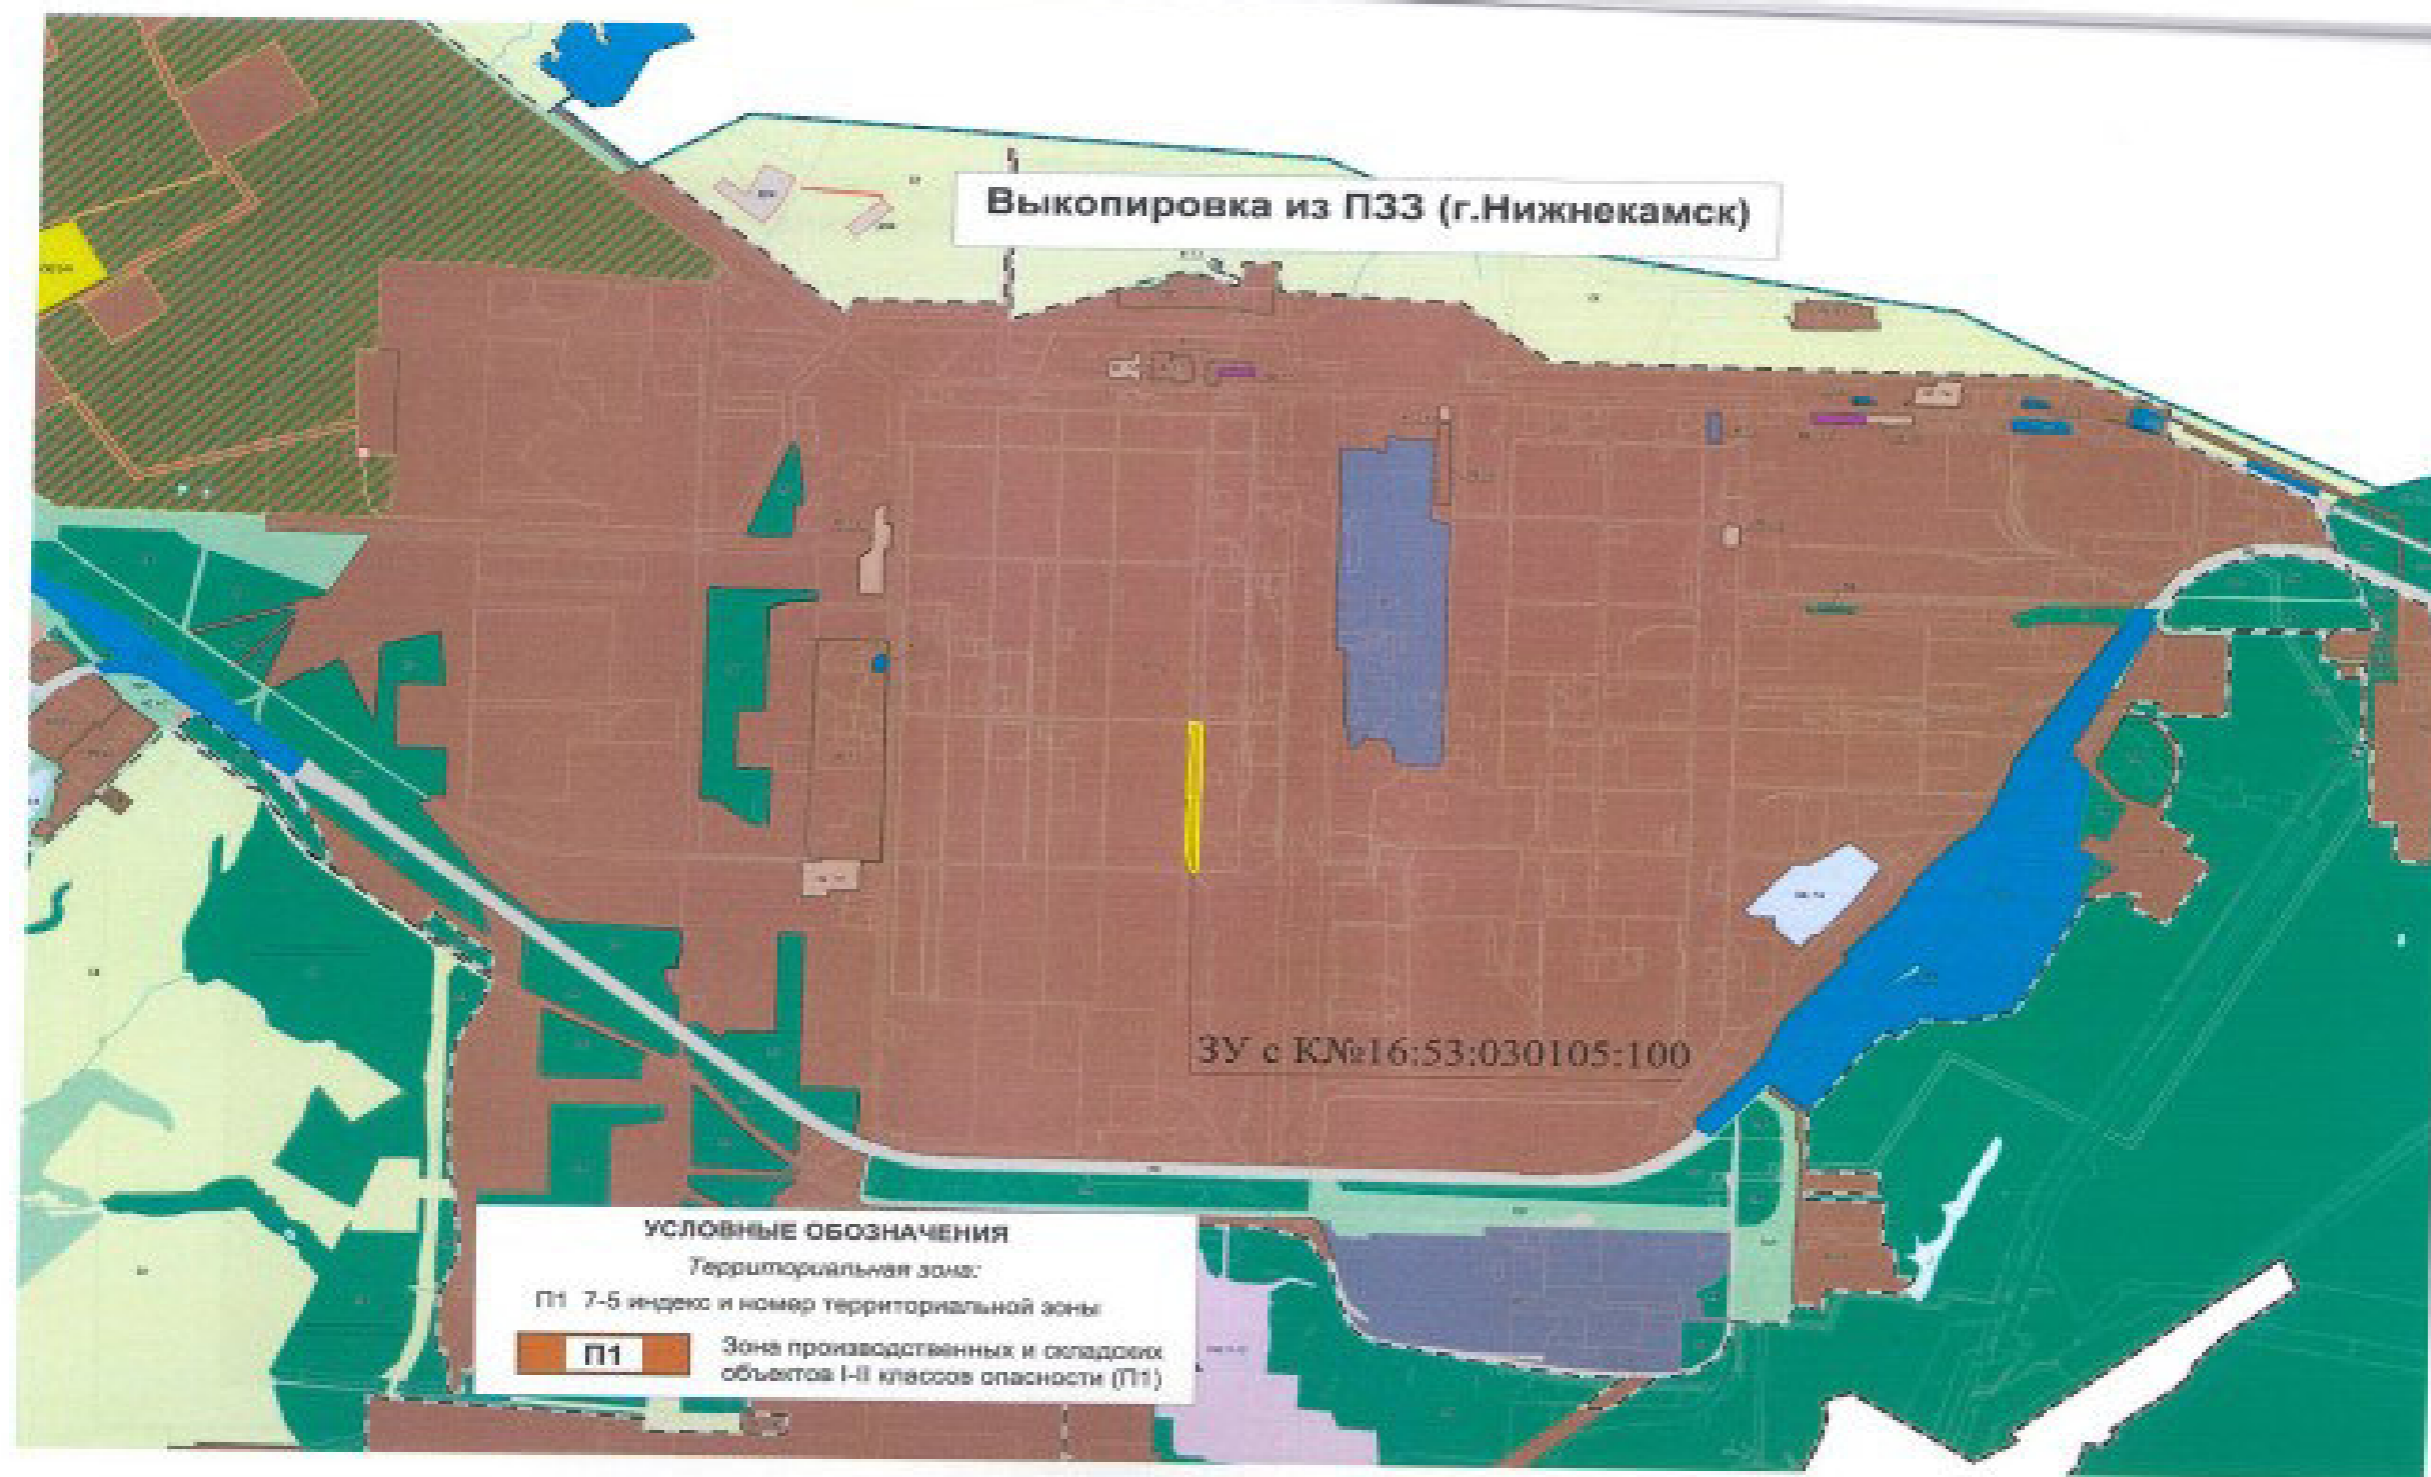 Выкопировка из ПЗЗ (г.Нижнекамск)
ЗУ с К№16:53:030105:100
УСЛОВНЫЕ ОБОЗНАЧЕНИЯ
Территориальная зона:
П1 7-5 индекс и номер территориальной зоны
П1
Зона производственных и складских
объектов I-II классов опасности (П1)